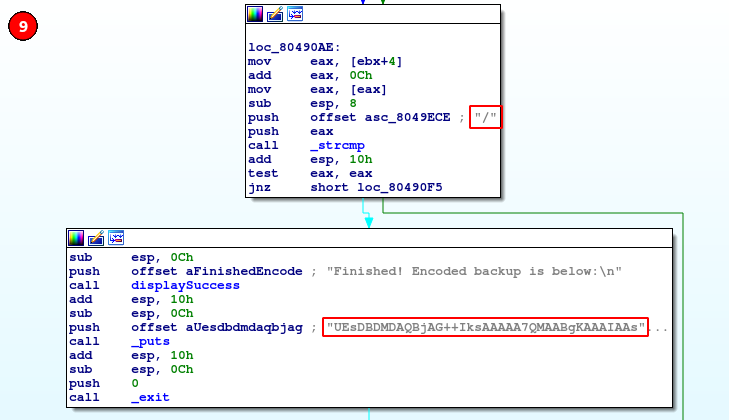 9
loc_80490AE:
mov eax, [ebx+4]
add eax, 0Ch
mov eax, [eax]
sub esp, 8
push offset asc_8049ECE ; "/"
push eax
call _strcmp
add esp, 10h
test eax, eax
jnz short loc_80490F5
sub esp, 0Ch
push offset aFinishedEncode ; "Finished! Encoded backup is below:\n"
call displaySuccess
add esp, 10h
sub esp, 0Ch
push offset aUesdbdmdaqbjag ; "UEsDBDMDAQBjAG++IksAAAAA7QMAABgKAAAIAAs"...
call _puts
add esp, 10h
sub esp, 0Ch
push 0
call _exit